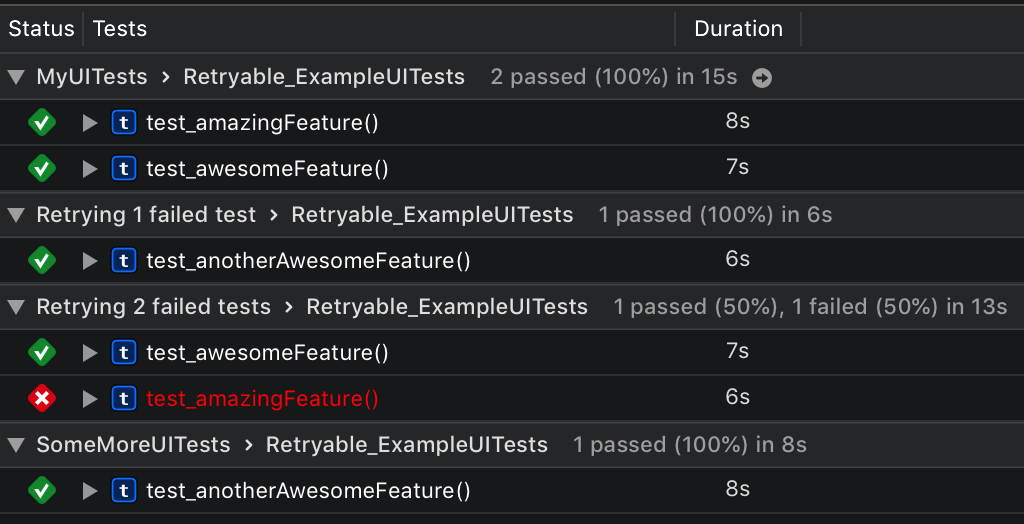 Status Tests Duration
MyUITests › Retryable_ExampleUITests 2 passed (100%) in 15s
t test_amazingFeature() 8s
t test_awesomeFeature() 7s
Retrying 1 failed test › Retryable_ExampleUITests 1 passed (100%) in 6s
t test_anotherAwesomeFeature() 6s
Retrying 2 failed tests › Retryable_ExampleUITests 1 passed (50%), 1 failed (50%) in 13s
t test_awesomeFeature() 7s
t test_amazingFeature() 6s
SomeMoreUITests › Retryable_ExampleUITests 1 passed (100%) in 8s
t test_anotherAwesomeFeature() 8s